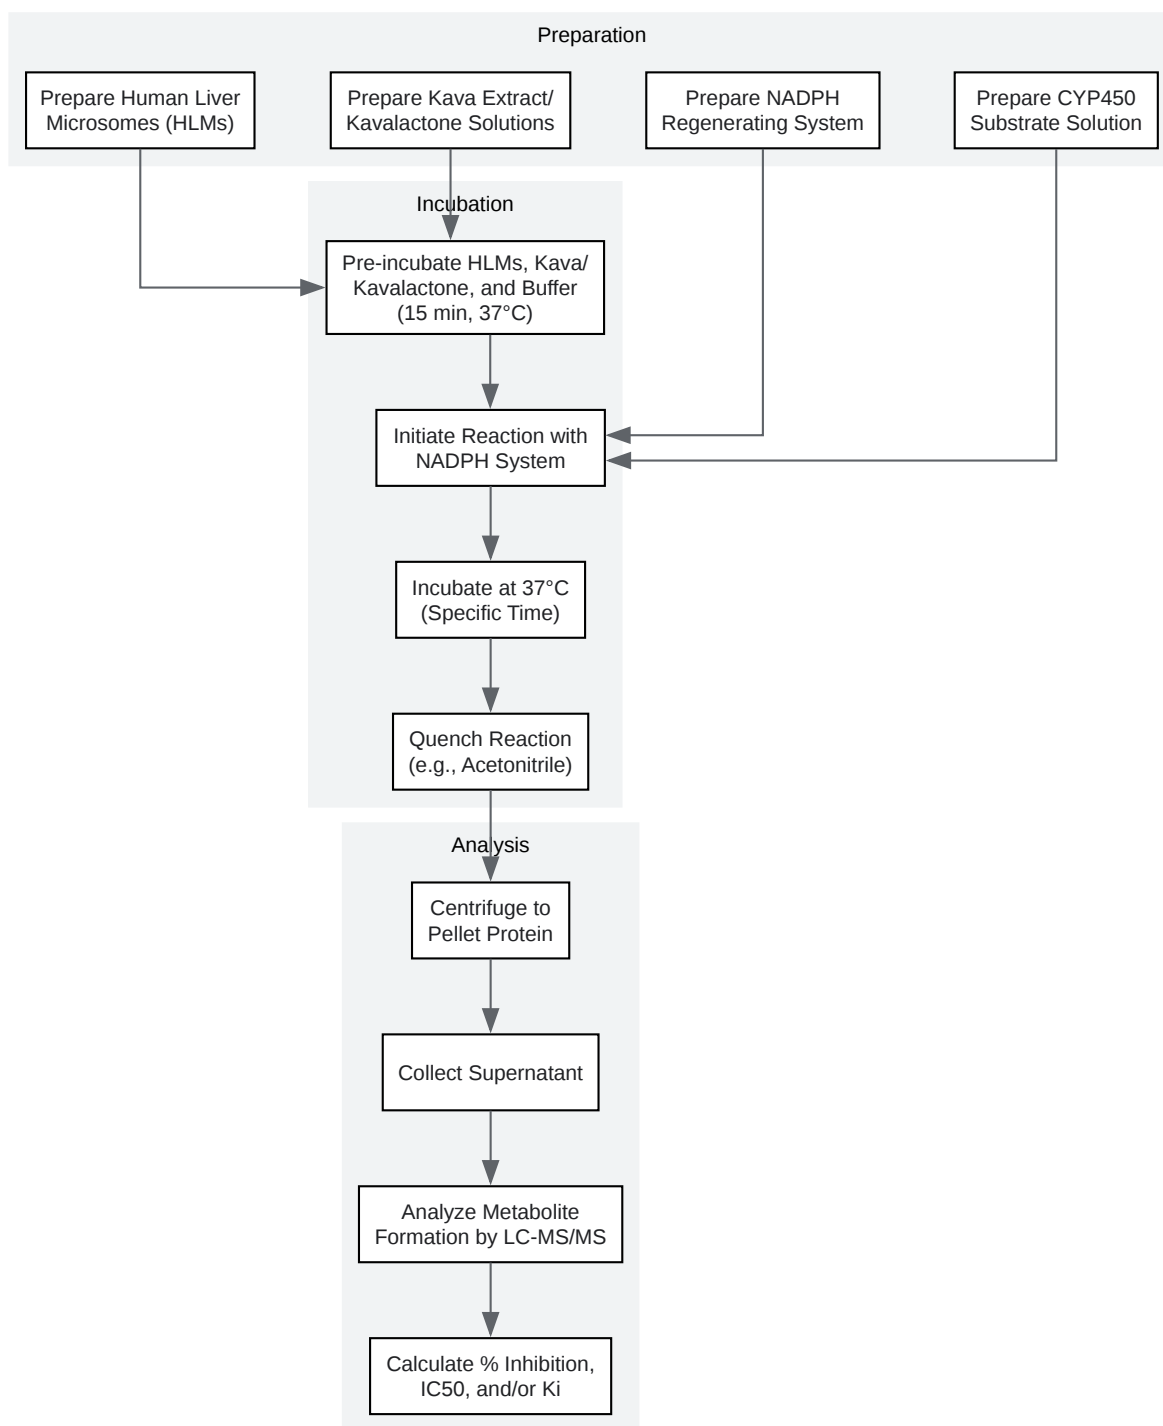 Preparation
Prepare Human Liver
Microsomes (HLMs)
Prepare Kava Extract/
Kavalactone Solutions
Prepare NADPH
Regenerating System
Prepare CYP450
Substrate Solution
Incubation
Pre-incubate HLMs, Kava/
Kavalactone, and Buffer
(15 min, 37°C)
Initiate Reaction with
NADPH System
Incubate at 37°C
(Specific Time)
Quench Reaction
(e.g., Acetonitrile)
Analysis
Centrifuge to
Pellet Protein
Collect Supernatant
Analyze Metabolite
Formation by LC-MS/MS
Calculate % Inhibition,
IC50, and/or Ki